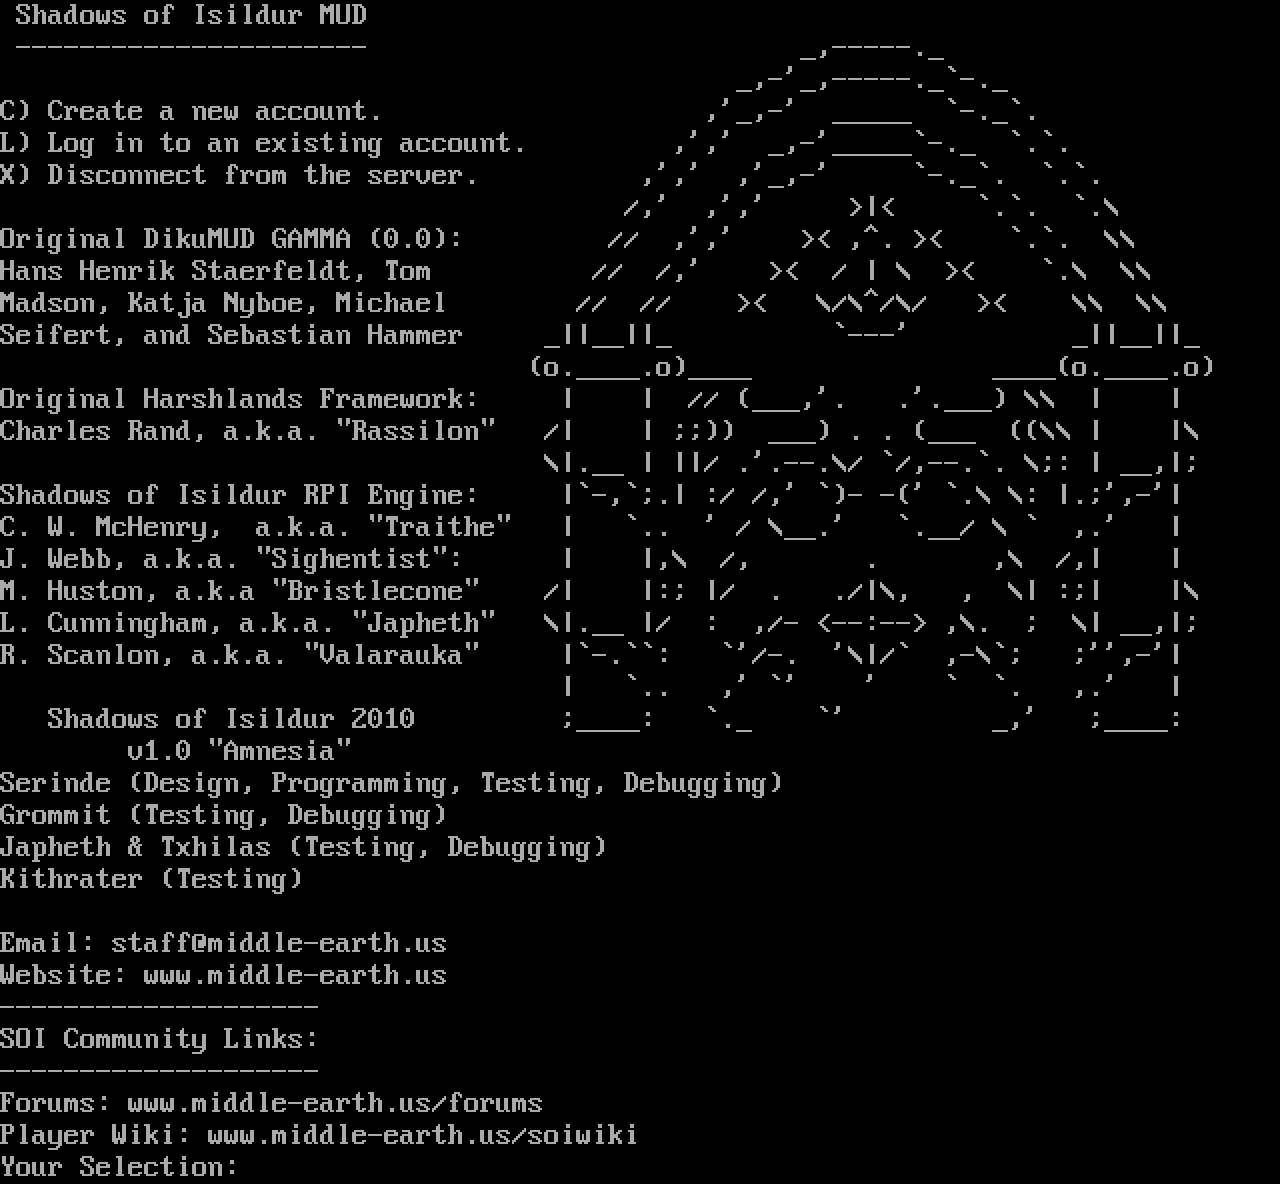 Shadows of Isildur MUD
----------------------
C) Create a new account.
L) Log in to an existing account.
X) Disconnect from the server.
Original DikuMUD GAMMA (0.0):
Hans Henrik Staerfeldt, Tom
Madson, Katja Nyboe, Michael
Seifert, and Sebastian Hammer
Original Harshlands Framework:
Charles Rand, a.k.a. "Rassilon"
Shadows of Isildur RPI Engine:
C. W. McHenry,  a.k.a. "Traithe"
J. Webb, a.k.a. "Sighentist":
M. Huston, a.k.a "Bristlecone"
L. Cunningham, a.k.a. "Japheth"
R. Scanlon, a.k.a. "Valarauka"
Shadows of Isildur 2010
v1.0 "Amnesia"
Serinde (Design, Programming, Testing, Debugging)
Grommit (Testing, Debugging)
Japheth & Txhilas (Testing, Debugging)
Kithrater (Testing)
Email: staff@middle-earth.us
Website: www.middle-earth.us
--------------------
SOI Community Links:
--------------------
Forums: www.middle-earth.us/forums
Player Wiki: www.middle-earth.us/soiwiki
Your Selection: